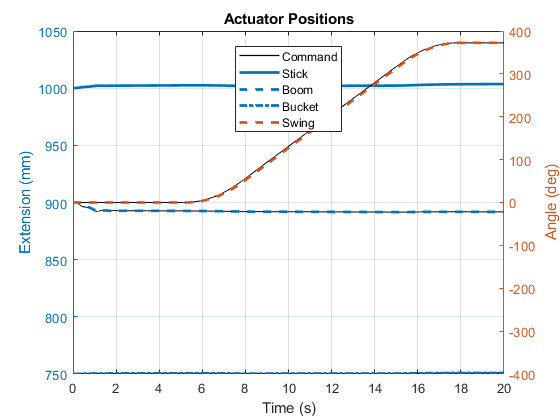 Actuator Positions
1050
1000
950
900
850
800
750
Extension (mm)
Command
Stick
Boom
Bucket
Swing
400
300
200
100
0
-100
-200
-300
-400
Angle (deg)
0 2 4 6 8 10 12 14 16 18 20
Time (s)